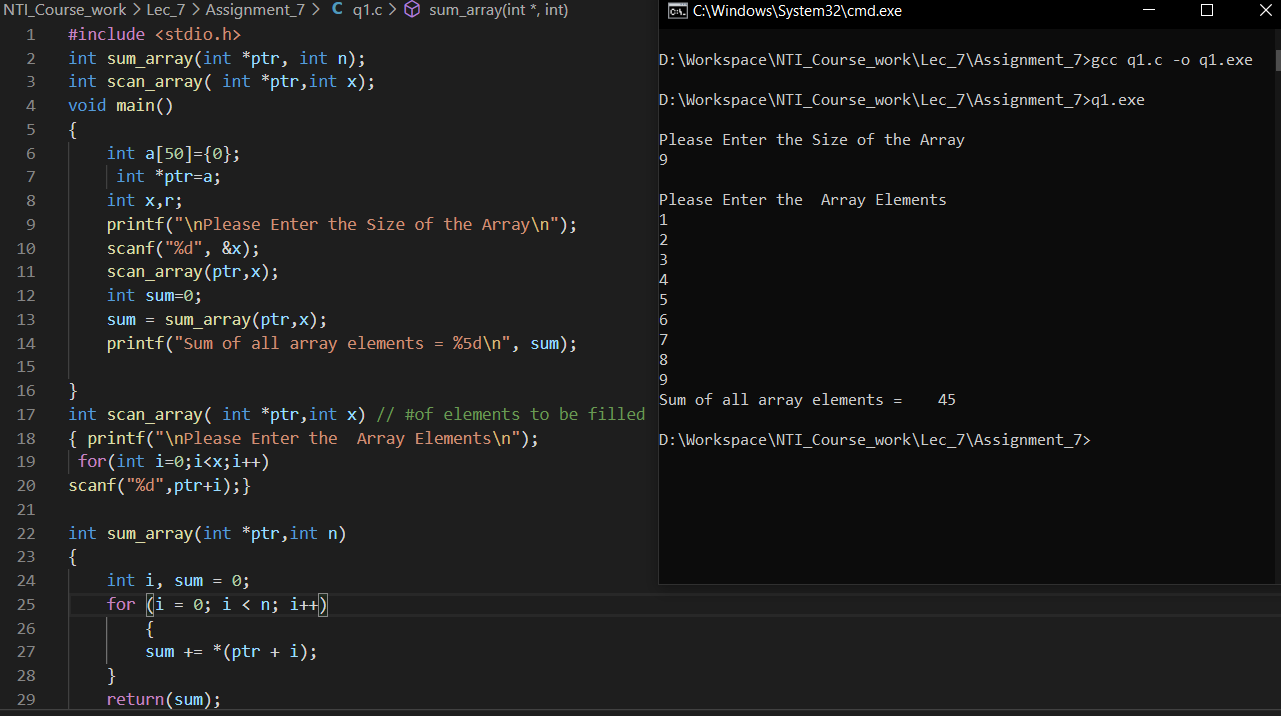 NTI_Course_work > Lec_7 > Assignment_7 > C q1.c > sum_array(int *, int)
1 #include <stdio.h>
2 int sum_array(int *ptr, int n);
3 int scan_array( int *ptr,int x);
4 void main()
5 {
6     int a[50]={0};
7      int *ptr=a;
8     int x,r;
9     printf("\nPlease Enter the Size of the Array\n");
10     scanf("%d", &x);
11     scan_array(ptr,x);
12     int sum=0;
13     sum = sum_array(ptr,x);
14     printf("Sum of all array elements = %5d\n", sum);
15
16 }
17 int scan_array( int *ptr,int x) // #of elements to be filled
18 { printf("\nPlease Enter the  Array Elements\n");
19  for(int i=0;i<x;i++)
20 scanf("%d",ptr+i);}
21
22 int sum_array(int *ptr,int n)
23 {
24     int i, sum = 0;
25     for (i = 0; i < n; i++)
26         {
27         sum += *(ptr + i);
28     }
29     return(sum);
C:\Windows\System32\cmd.exe
D:\Workspace\NTI_Course_work\Lec_7\Assignment_7>gcc q1.c -o q1.exe
D:\Workspace\NTI_Course_work\Lec_7\Assignment_7>q1.exe
Please Enter the Size of the Array
9
Please Enter the  Array Elements
1
2
3
4
5
6
7
8
9
Sum of all array elements =    45
D:\Workspace\NTI_Course_work\Lec_7\Assignment_7>